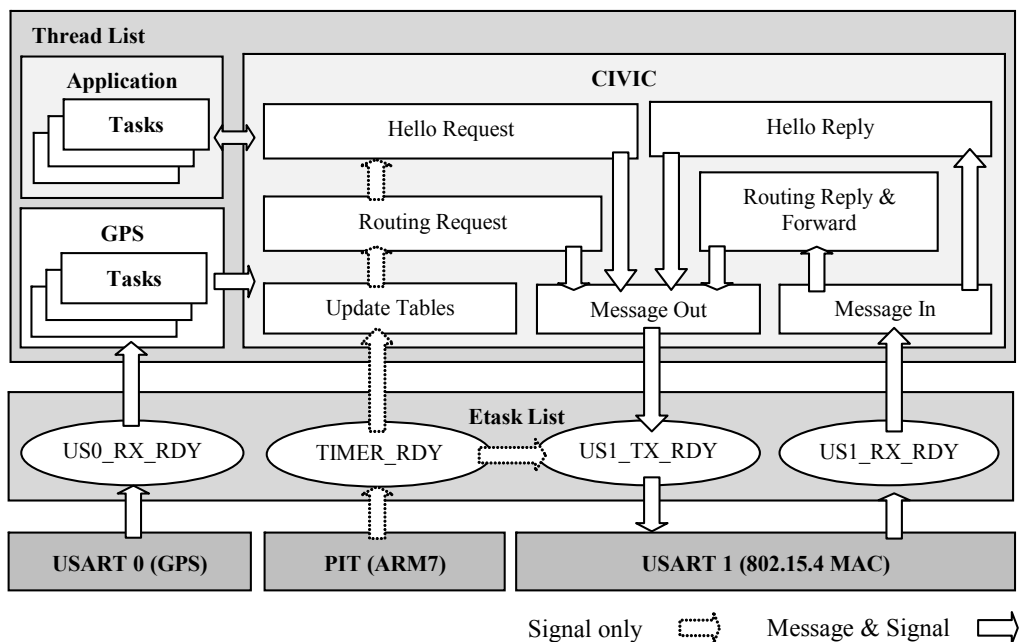 Thread List
Application
Tasks
CIVIC
Hello Request
Hello Reply
Routing Request
Routing Reply &
Forward
GPS
Tasks
Update Tables
Message Out
Message In
Etask List
US0_RX_RDY
TIMER_RDY
US1_TX_RDY
US1_RX_RDY
USART 0 (GPS)
PIT (ARM7)
USART 1 (802.15.4 MAC)
Signal only
Message & Signal